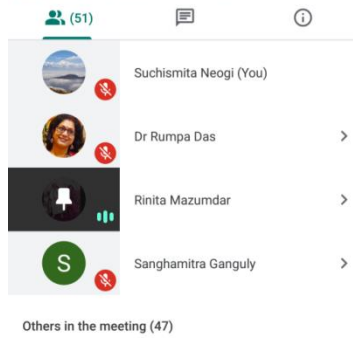 (51)
Suchismita Neogi (You)
Dr Rumpa Das
Rinita Mazumdar
S
Sanghamitra Ganguly
Others in the meeting (47)